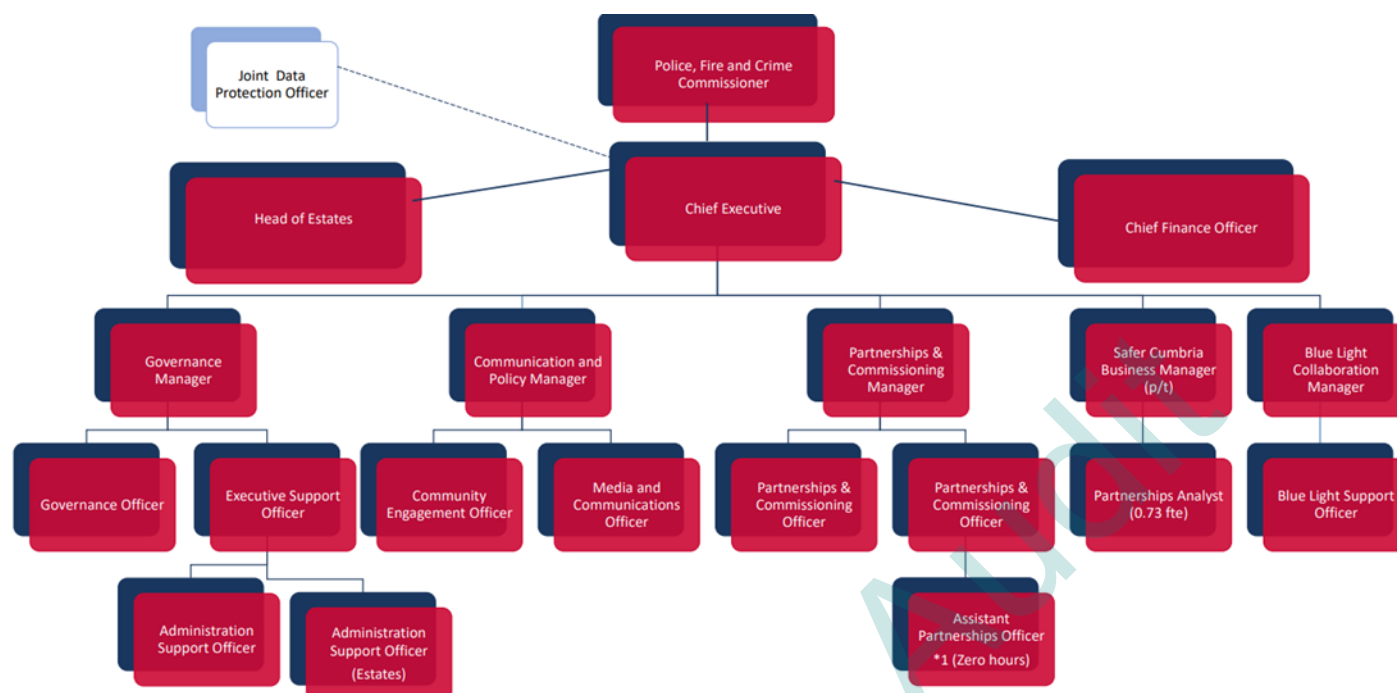 Joint Data
Protection Officer
Police, Fire and Crime
Commissioner
Head of Estates
Chief Executive
Chief Finance Officer
Governance
Manager
Communication and
Policy Manager
Partnerships &
Commissioning
Manager
Safer Cumbria
Business Manager
(p/t)
Blue Light
Collaboration
Manager
Governance Officer
Executive Support
Officer
Community
Engagement Officer
Media and
Communications
Officer
Partnerships &
Commissioning
Officer
Partnerships &
Commissioning
Officer
Partnerships Analyst
(0.73 fte)
Blue Light Support
Officer
Administration
Support Officer
Administration
Support Officer
(Estates)
Assistant
Partnerships Officer
*1 (Zero hours)
Audit